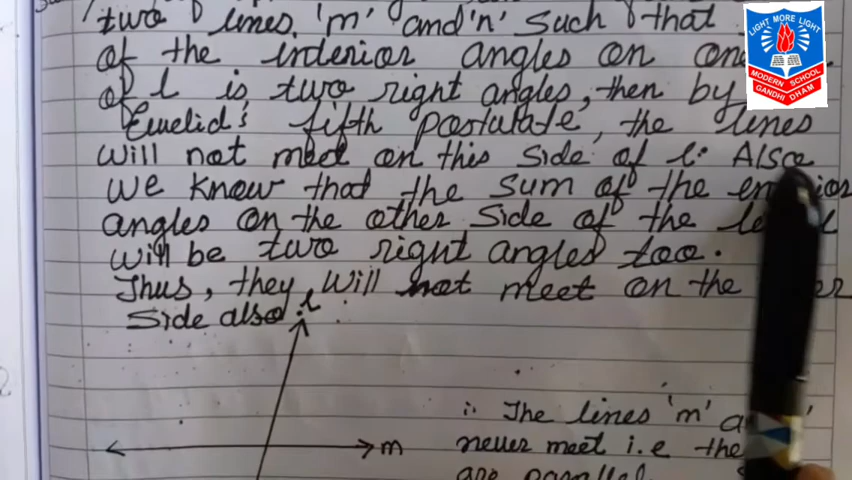 two lines 'm' and 'n' such that
of the interior angles on one
of l is two right angles, then by
Euclid's fifth postulate, the lines
will not meet on this side of l. Also
we know that the sum of the
angles on the other side of the
will be two right angles too.
Thus, they will not meet on the
side also.
l
∴ The lines 'm'
m
never meet i.e
are parallel.
LIGHT MORE LIGHT
MODERN SCHOOL
GANDHI DHAM